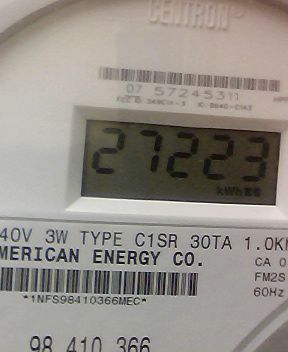 CENTRON
07 57245311
27223
kWh
40V 3W TYPE C1SR 30TA 1.0K
MERICAN ENERGY CO.
CA 0
FM2S
60Hz
*1NFS98410366MEC*
98 410 366